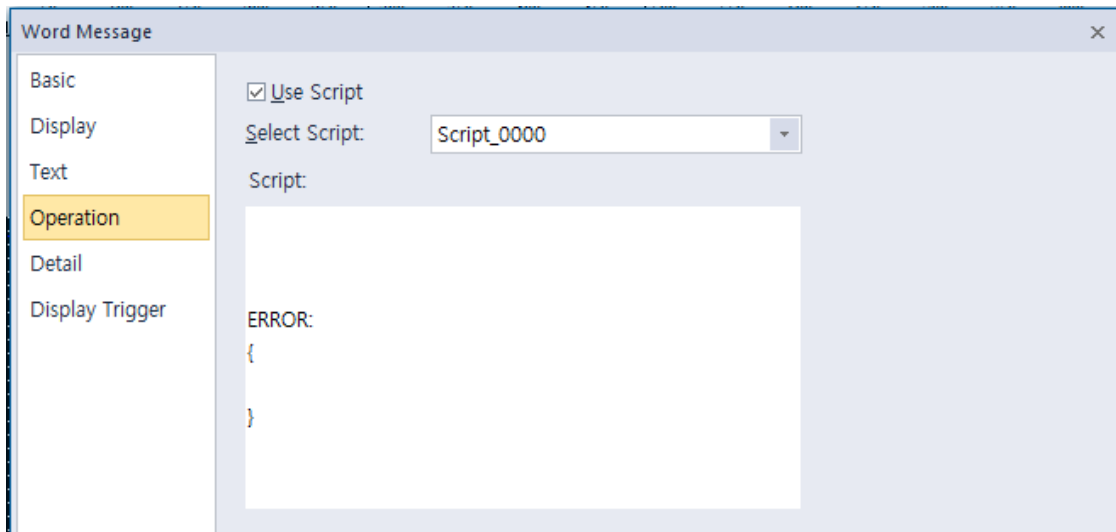 Word Message
Basic
Display
Text
Operation
Detail
Display Trigger
Use Script
Select Script: Script_0000
Script:
ERROR:
{
}